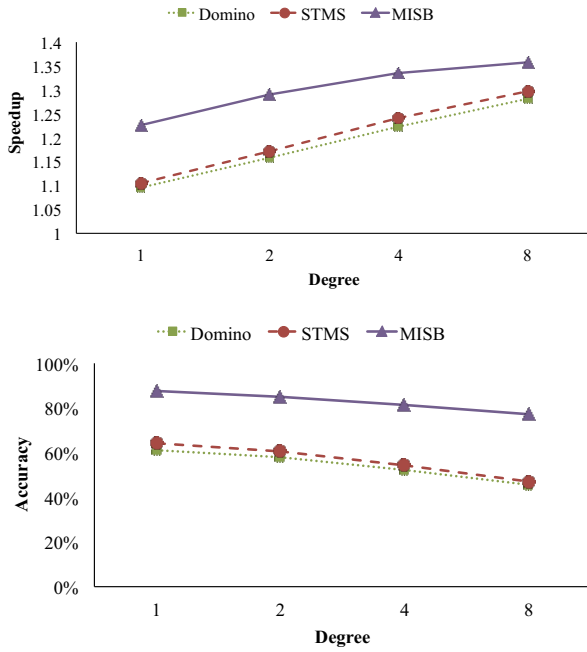 Domino STMS MISB
1.4
1.35
1.3
1.25
1.2
1.15
1.1
1.05
1
Speedup
1 2 4 8
Degree
Domino STMS MISB
100%
80%
60%
40%
20%
0%
Accuracy
1 2 4 8
Degree